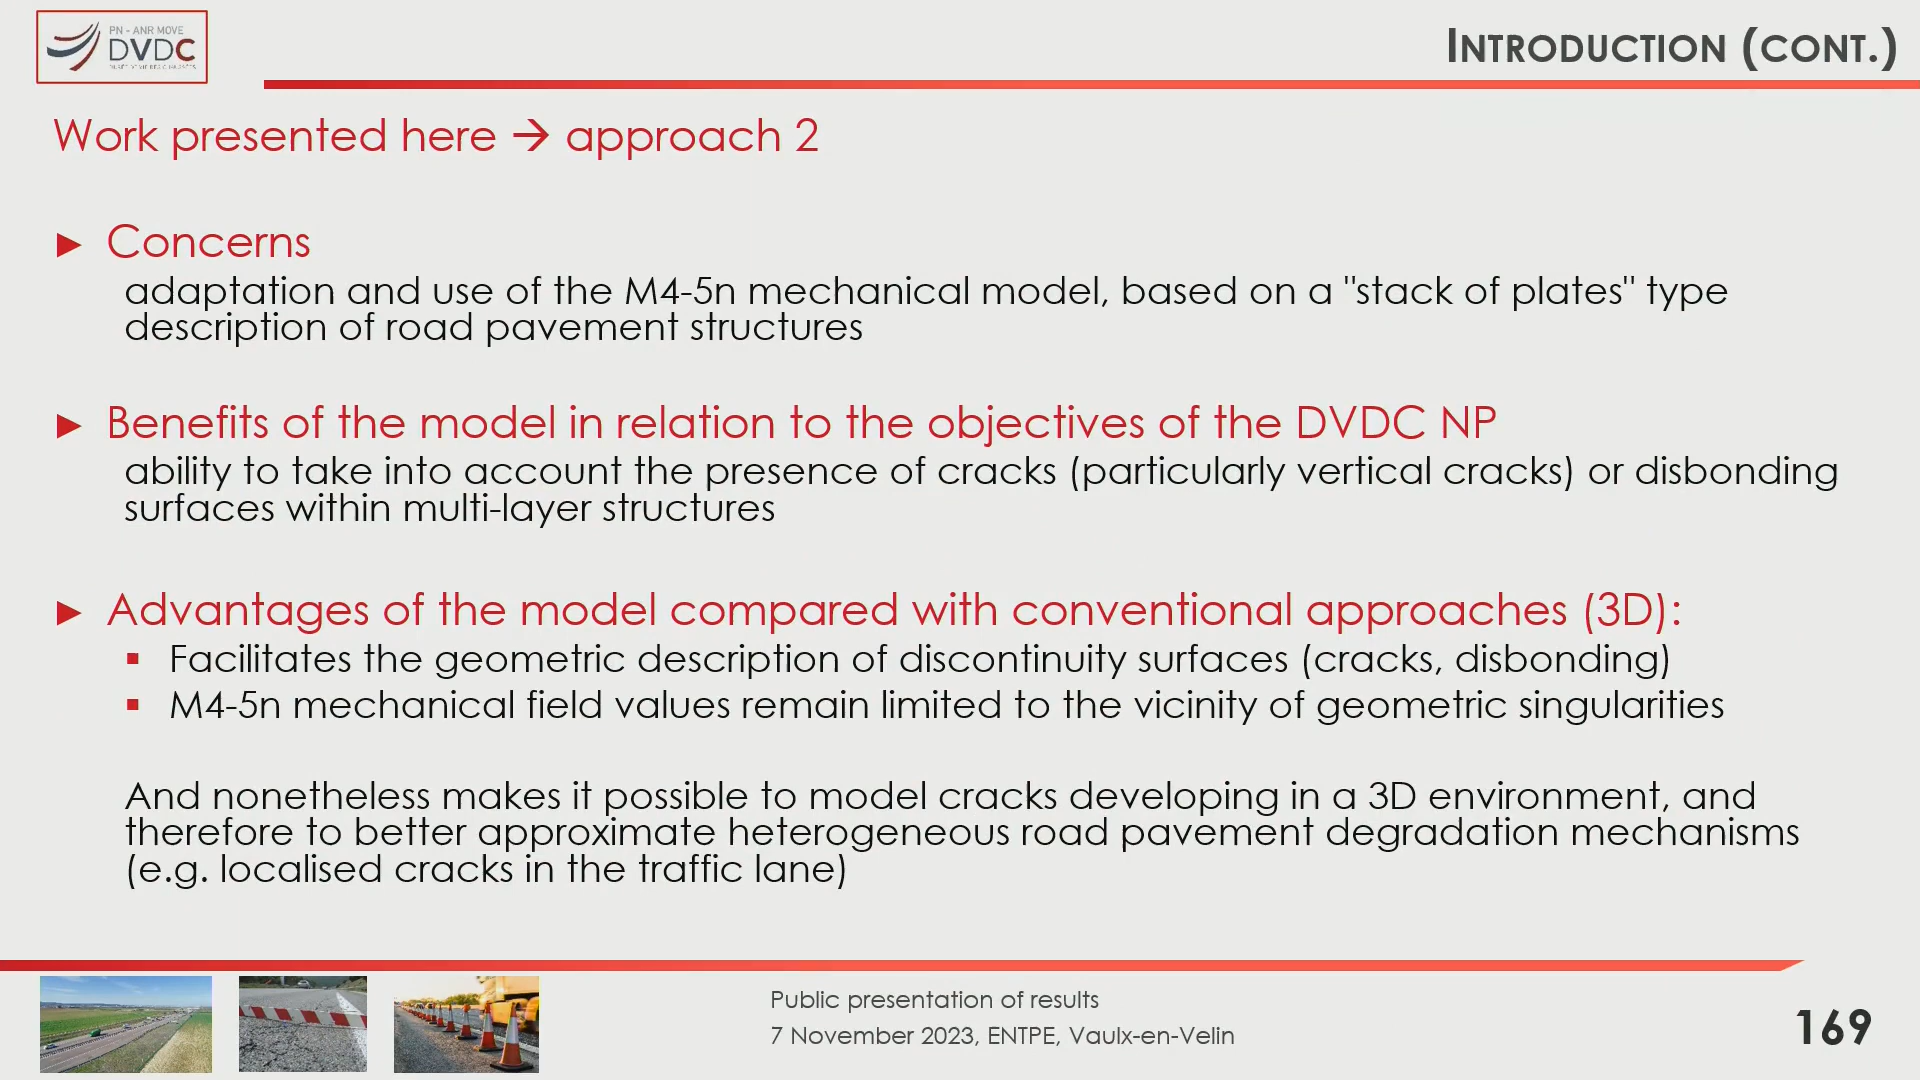 PN - ANR MOVE
DVDC
INTRODUCTION (CONT.)
Work presented here → approach 2
► Concerns
adaptation and use of the M4-5n mechanical model, based on a "stack of plates" type
description of road pavement structures
► Benefits of the model in relation to the objectives of the DVDC NP
ability to take into account the presence of cracks (particularly vertical cracks) or disbonding
surfaces within multi-layer structures
► Advantages of the model compared with conventional approaches (3D):
▪ Facilitates the geometric description of discontinuity surfaces (cracks, disbonding)
▪ M4-5n mechanical field values remain limited to the vicinity of geometric singularities
And nonetheless makes it possible to model cracks developing in a 3D environment, and
therefore to better approximate heterogeneous road pavement degradation mechanisms
(e.g. localised cracks in the traffic lane)
Public presentation of results
7 November 2023, ENTPE, Vaulx-en-Velin
169